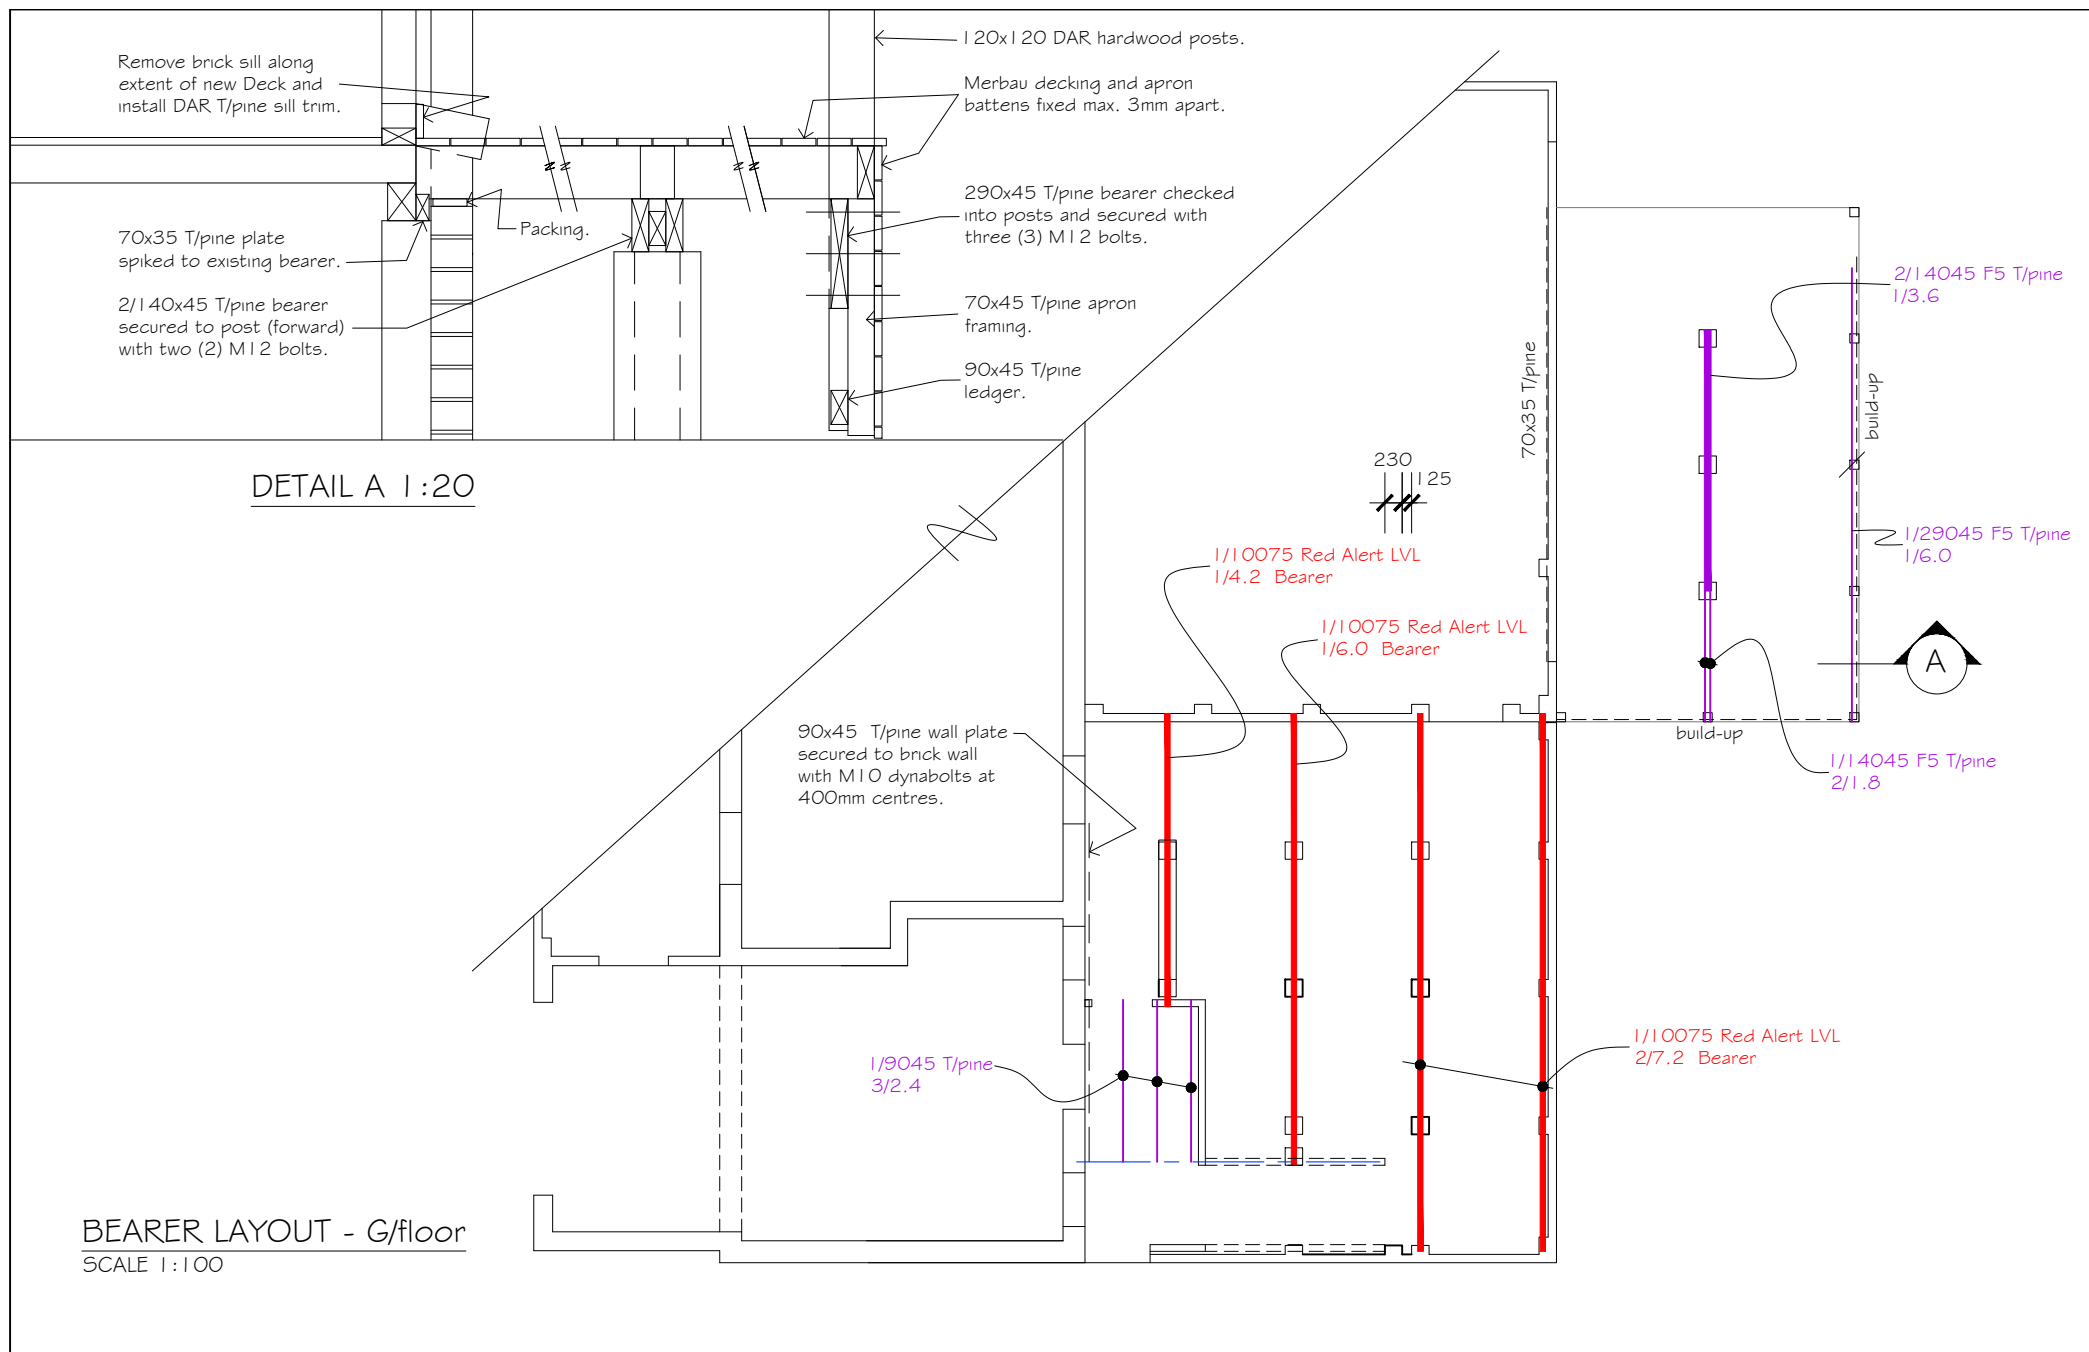 Remove brick sill along
extent of new Deck and
install DAR T/pine sill trim.
70x35 T/pine plate
spiked to existing bearer.
2/140x45 T/pine bearer
secured to post (forward)
with two (2) M12 bolts.
Packing.
120x120 DAR hardwood posts.
Merbau decking and apron
battens fixed max. 3mm apart.
290x45 T/pine bearer checked
into posts and secured with
three (3) M12 bolts.
70x45 T/pine apron
framing.
90x45 T/pine
ledger.
DETAIL A 1:20
230
125
70x35 T/pine
2/14045 F5 T/pine
1/3.6
build-up
1/29045 F5 T/pine
1/6.0
A
1/10075 Red Alert LVL
1/4.2 Bearer
1/10075 Red Alert LVL
1/6.0 Bearer
90x45 T/pine wall plate
secured to brick wall
with M10 dynabolts at
400mm centres.
build-up
1/14045 F5 T/pine
2/1.8
1/9045 T/pine
3/2.4
1/10075 Red Alert LVL
2/7.2 Bearer
BEARER LAYOUT - G/floor
SCALE 1:100